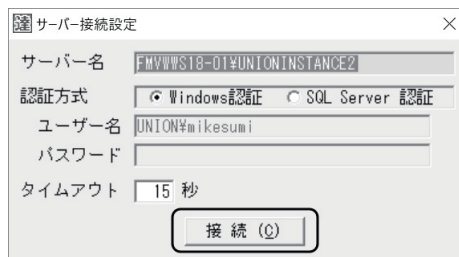 達 サーバー接続設定
サーバー名 FMVWWS18-01¥UNIONINSTANCE2
認証方式 Windows認証 SQL Server 認証
ユーザー名 UNION¥mikesumi
パスワード
タイムアウト 15 秒
接 続 (C)